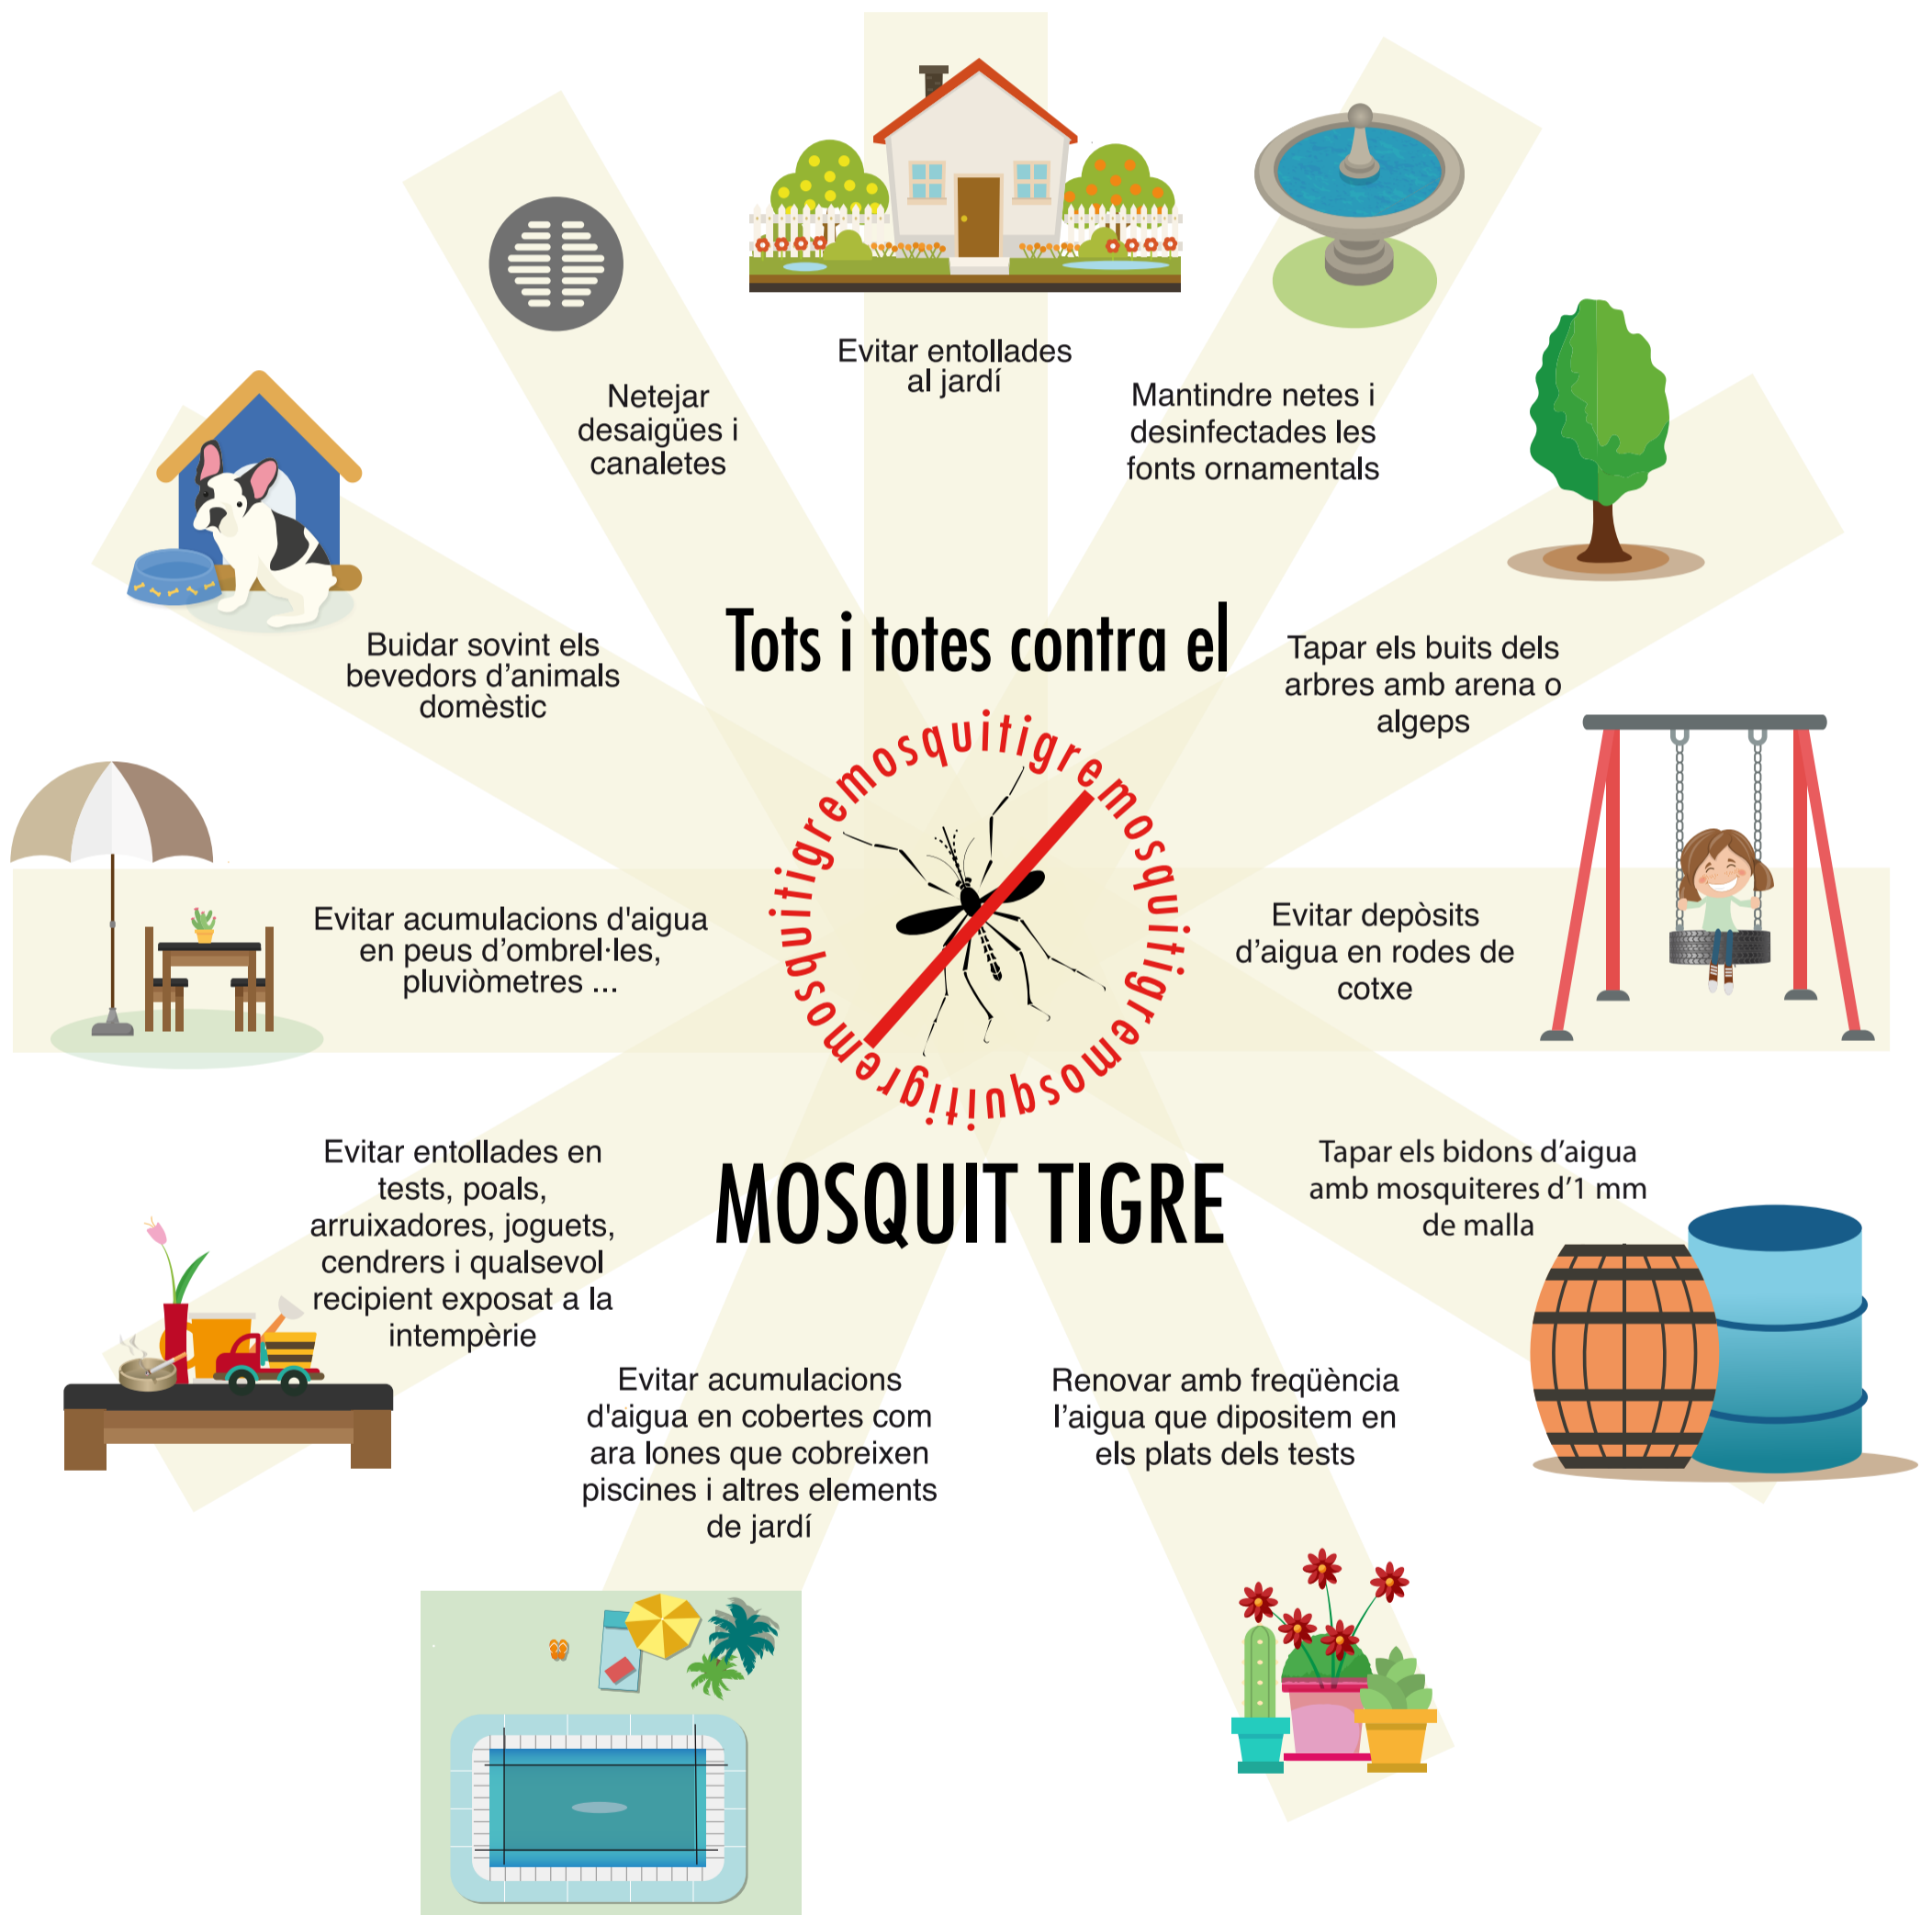 Evitar entollades
al jardí
Netejar
desaigües i
canaletes
Mantindre netes i
desinfectades les
fonts ornamentals
Buidar sovint els
bevedors d’animals
domèstic
Tots i totes contra el
Tapar els buits dels
arbres amb arena o
algeps
mosquitigremosquitigremosquitigremosquitigre
Evitar acumulacions d'aigua
en peus d’ombrel·les,
pluviòmetres ...
Evitar depòsits
d’aigua en rodes de
cotxe
Evitar entollades en
tests, poals,
arruixadores, joguets,
cendrers i qualsevol
recipient exposat a la
intempèrie
MOSQUIT TIGRE
Tapar els bidons d’aigua
amb mosquiteres d’1 mm
de malla
Evitar acumulacions
d'aigua en cobertes com
ara lones que cobreixen
piscines i altres elements
de jardí
Renovar amb freqüència
l’aigua que dipositem en
els plats dels tests